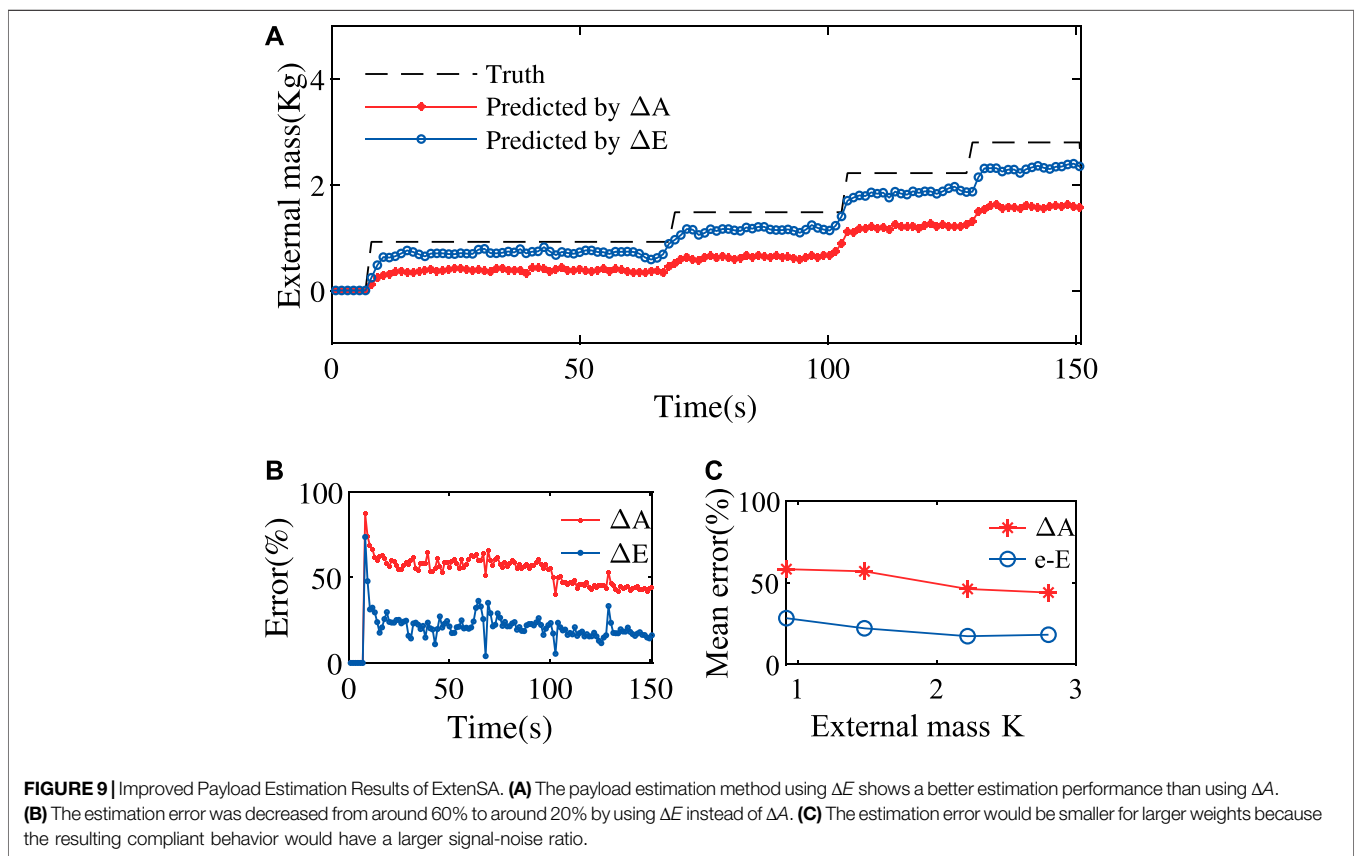 A
External mass(Kg)
4
2
0
Truth
Predicted by ΔA
Predicted by ΔE
0
50
100
150
Time(s)
B
Error(%)
100
50
0
ΔA
ΔE
0
50
100
150
Time(s)
C
Mean error(%)
100
50
0
ΔA
e-E
1
2
3
External mass K
FIGURE 9 | Improved Payload Estimation Results of ExtenSA. (A) The payload estimation method using ΔE shows a better estimation performance than using ΔA.
(B) The estimation error was decreased from around 60% to around 20% by using ΔE instead of ΔA. (C) The estimation error would be smaller for larger weights because
the resulting compliant behavior would have a larger signal-noise ratio.